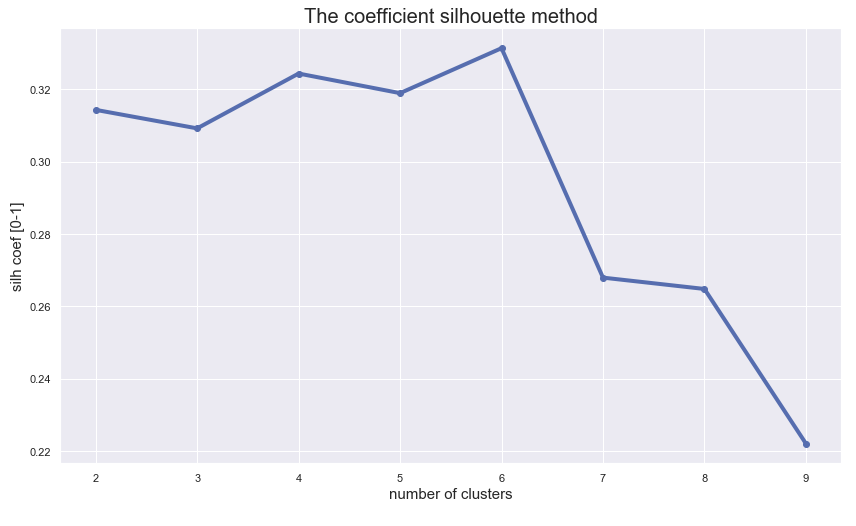 The coefficient silhouette method
silh coef [0-1]
0.32
0.30
0.28
0.26
0.24
0.22
2 3 4 5 6 7 8 9
number of clusters